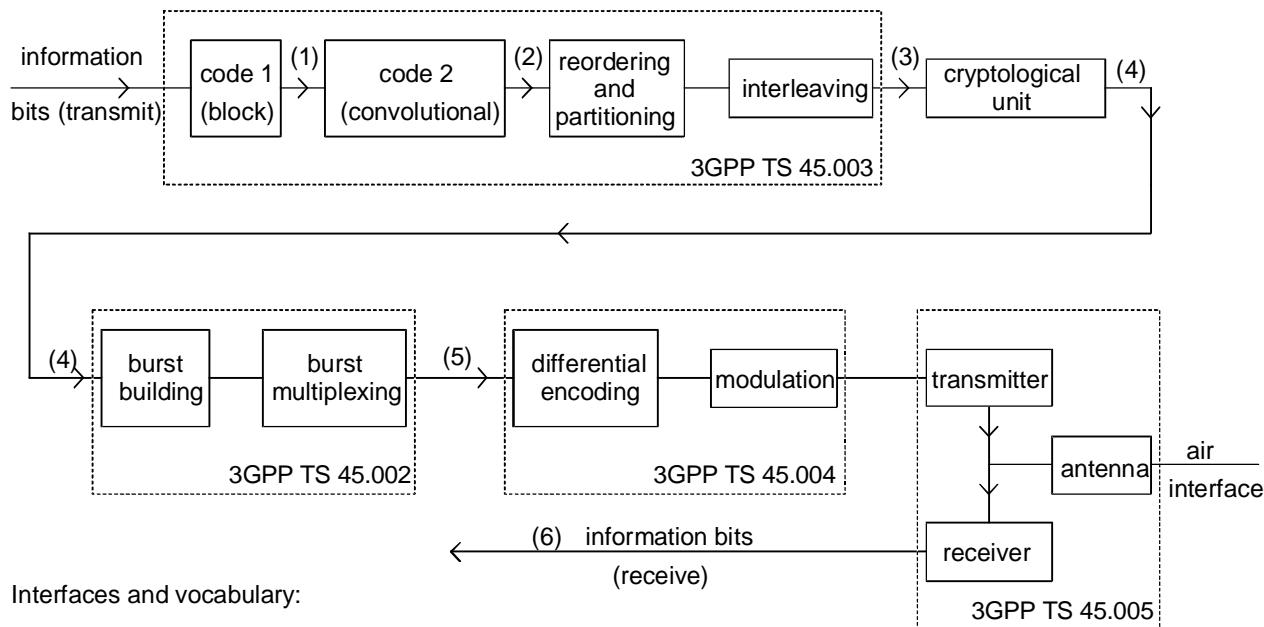 information
bits (transmit)
code 1
(block)
(1)
code 2
(convolutional)
(2)
reordering
and
partitioning
interleaving
(3)
cryptological
unit
(4)
3GPP TS 45.003
(4)
burst
building
burst
multiplexing
3GPP TS 45.002
(5)
differential
encoding
modulation
3GPP TS 45.004
transmitter
antenna
air
interface
receiver
3GPP TS 45.005
(6) information bits
(receive)
Interfaces and vocabulary: